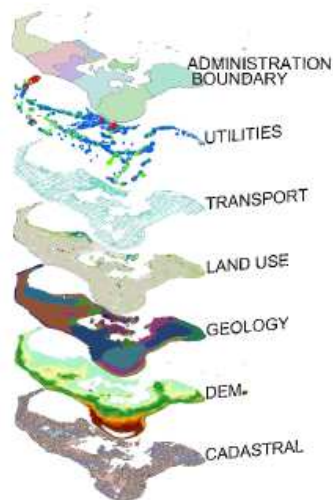 ADMINISTRATION
BOUNDARY
UTILITIES
TRANSPORT
LAND USE
GEOLOGY
DEM
CADASTRAL